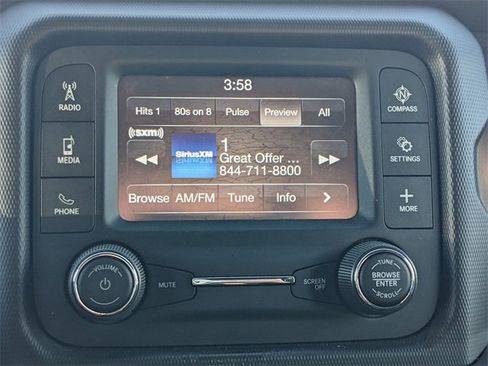 3:58
Hits 1 80s on 8 Pulse Preview All
((sxm))
SiriusXM
1
Great Offer ...
844-711-8800
Browse AM/FM Tune Info >
RADIO
MEDIA
PHONE
COMPASS
SETTINGS
+
MORE
VOLUME
MUTE
SCREEN
OFF
TUNE
BROWSE
ENTER
SCROLL